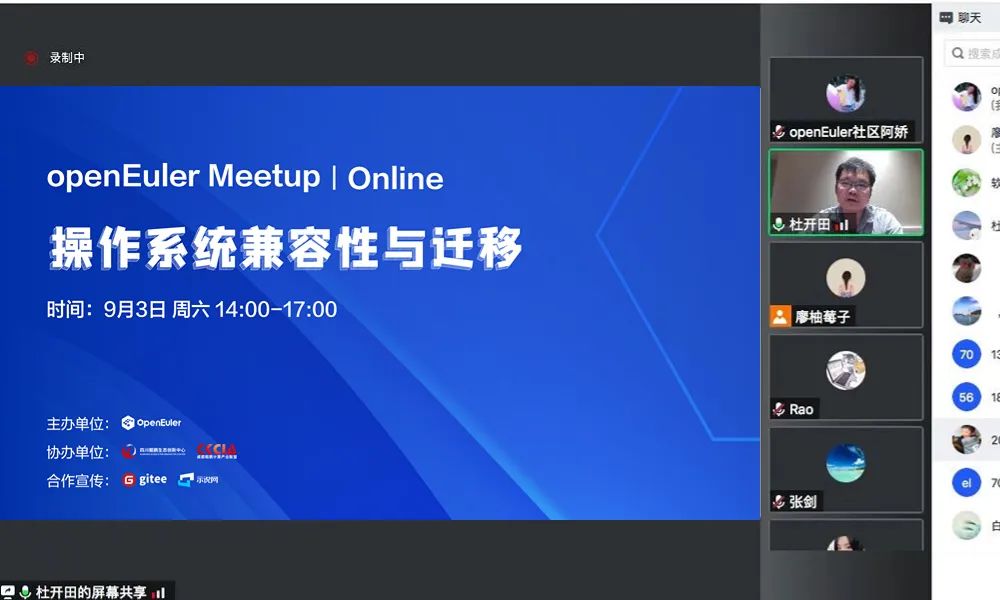 录制中
openEuler Meetup | Online
操作系统兼容性与迁移
时间：9月3日 周六 14:00-17:00
主办单位： OpenEuler
协办单位： 四川鲲鹏生态创新中心
合作宣传： gitee 示说网
杜开田的屏幕共享
openEuler社区阿娇
杜开田
廖柚莓子
Rao
张剑
聊天
搜索成
op
(我
廖
(主
软
杜
70 13
56 18
20
el 70
白